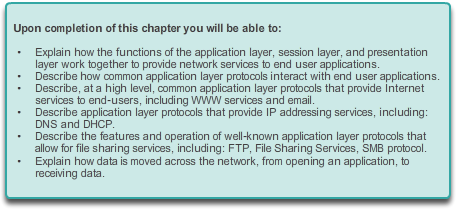 Upon completion of this chapter you will be able to:
• Explain how the functions of the application layer, session layer, and presentation
layer work together to provide network services to end user applications.
• Describe how common application layer protocols interact with end user applications.
• Describe, at a high level, common application layer protocols that provide Internet
services to end-users, including WWW services and email.
• Describe application layer protocols that provide IP addressing services, including:
DNS and DHCP.
• Describe the features and operation of well-known application layer protocols that
allow for file sharing services, including: FTP, File Sharing Services, SMB protocol.
• Explain how data is moved across the network, from opening an application, to
receiving data.